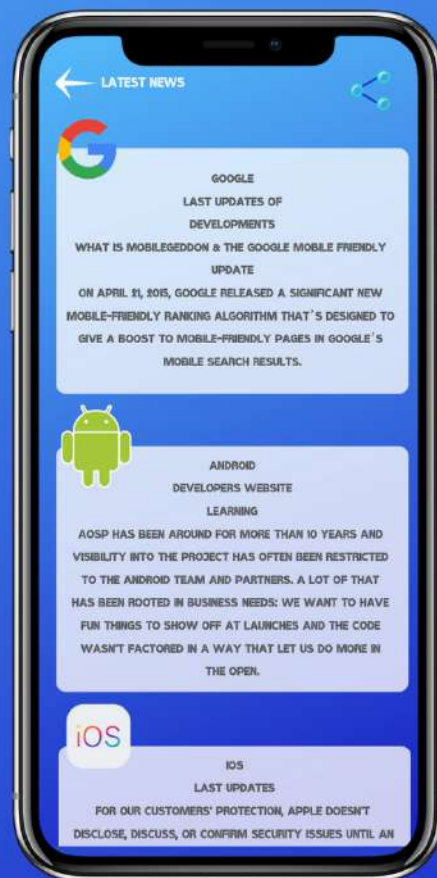 LATEST NEWS
GOOGLE
LAST UPDATES OF
DEVELOPMENTS
WHAT IS MOBILEGEDDON & THE GOOGLE MOBILE FRIENDLY
UPDATE
ON APRIL 21, 2015, GOOGLE RELEASED A SIGNIFICANT NEW
MOBILE-FRIENDLY RANKING ALGORITHM THAT´S DESIGNED TO
GIVE A BOOST TO MOBILE-FRIENDLY PAGES IN GOOGLE´S
MOBILE SEARCH RESULTS.
ANDROID
DEVELOPERS WEBSITE
LEARNING
AOSP HAS BEEN AROUND FOR MORE THAN 10 YEARS AND
VISIBILITY INTO THE PROJECT HAS OFTEN BEEN RESTRICTED
TO THE ANDROID TEAM AND PARTNERS. A LOT OF THAT
HAS BEEN ROOTED IN BUSINESS NEEDS: WE WANT TO HAVE
FUN THINGS TO SHOW OFF AT LAUNCHES AND THE CODE
WASN'T FACTORED IN A WAY THAT LET US DO MORE IN
THE OPEN.
iOS
IOS
LAST UPDATES
FOR OUR CUSTOMERS' PROTECTION, APPLE DOESN'T
DISCLOSE, DISCUSS, OR CONFIRM SECURITY ISSUES UNTIL AN